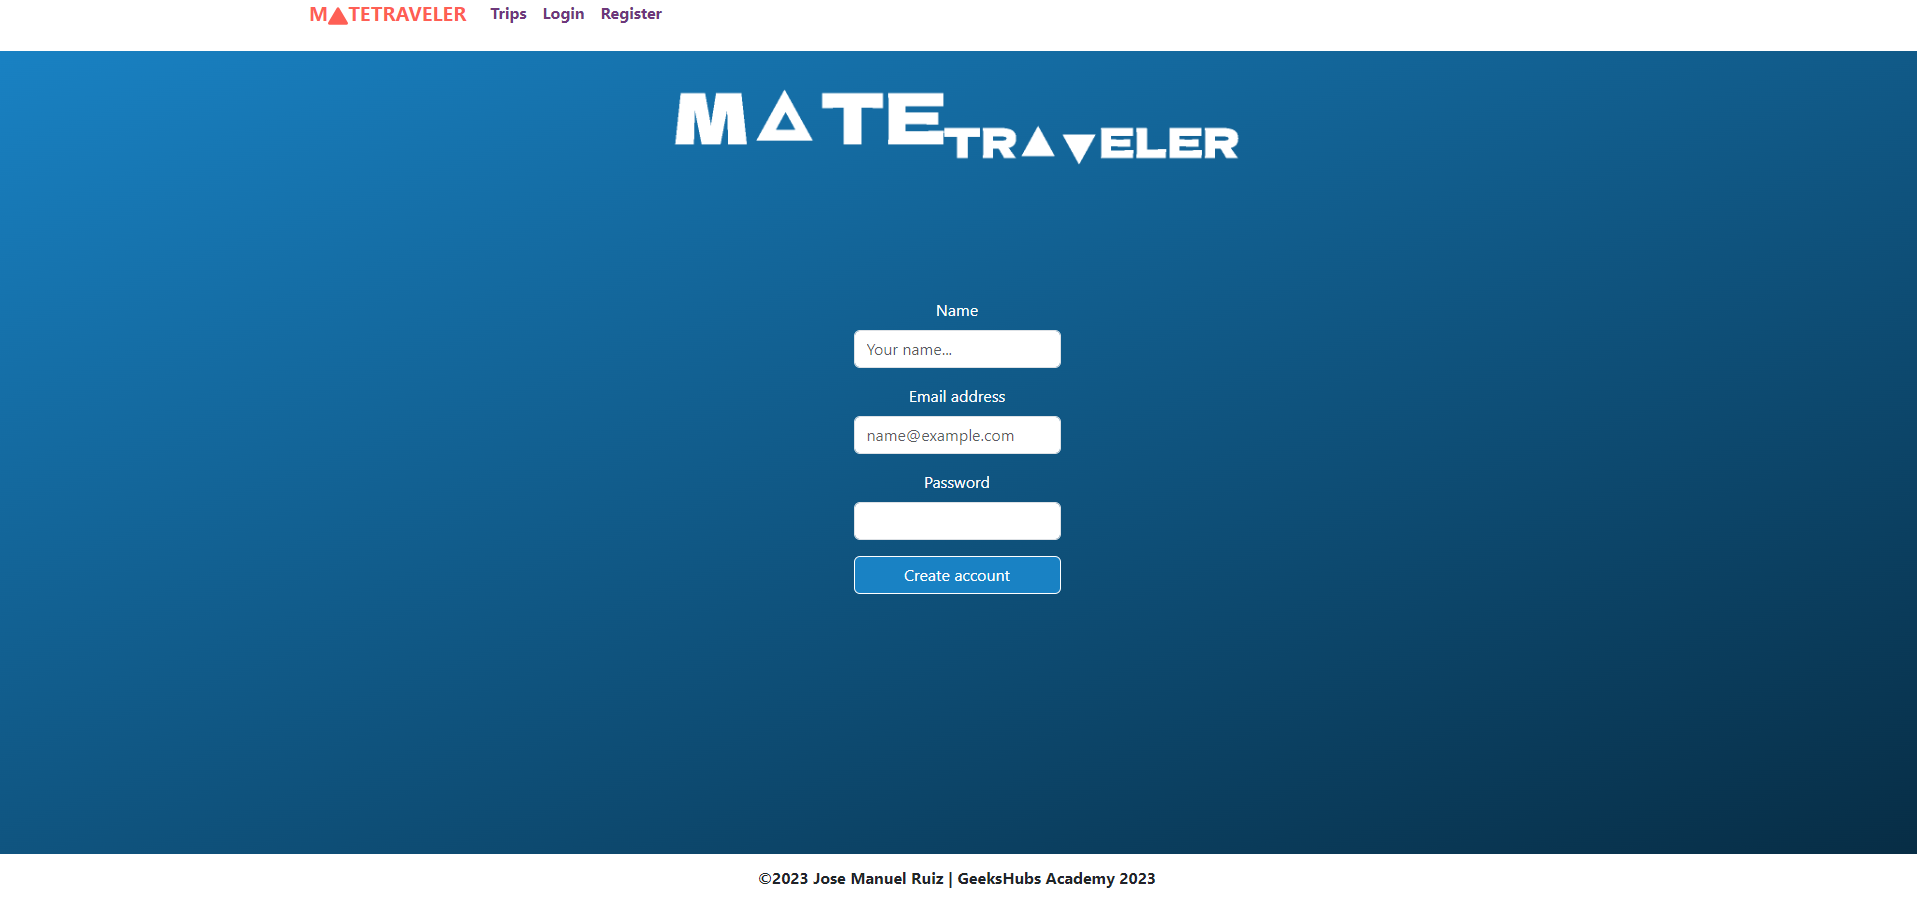 M▲TETRAVELER Trips Login Register
M△TETR▲▼ELER
Name
Your name...
Email address
name@example.com
Password
Create account
©2023 Jose Manuel Ruiz | GeeksHubs Academy 2023